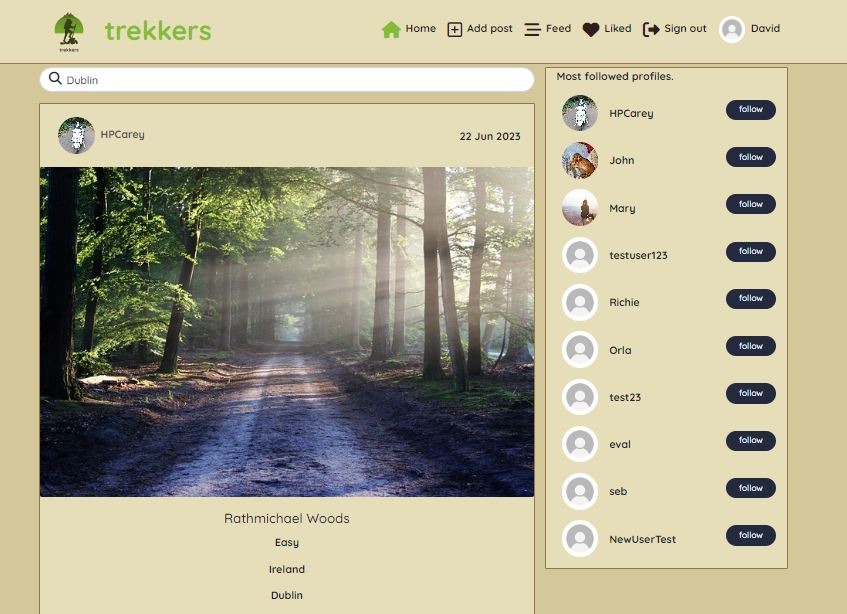 trekkers
trekkers
Home
Add post
Feed
Liked
Sign out
David
Dublin
HPCarey
22 Jun 2023
Rathmichael Woods
Easy
Ireland
Dublin
Most followed profiles.
HPCarey
follow
John
follow
Mary
follow
testuser123
follow
Richie
follow
Orla
follow
test23
follow
eval
follow
seb
follow
NewUserTest
follow